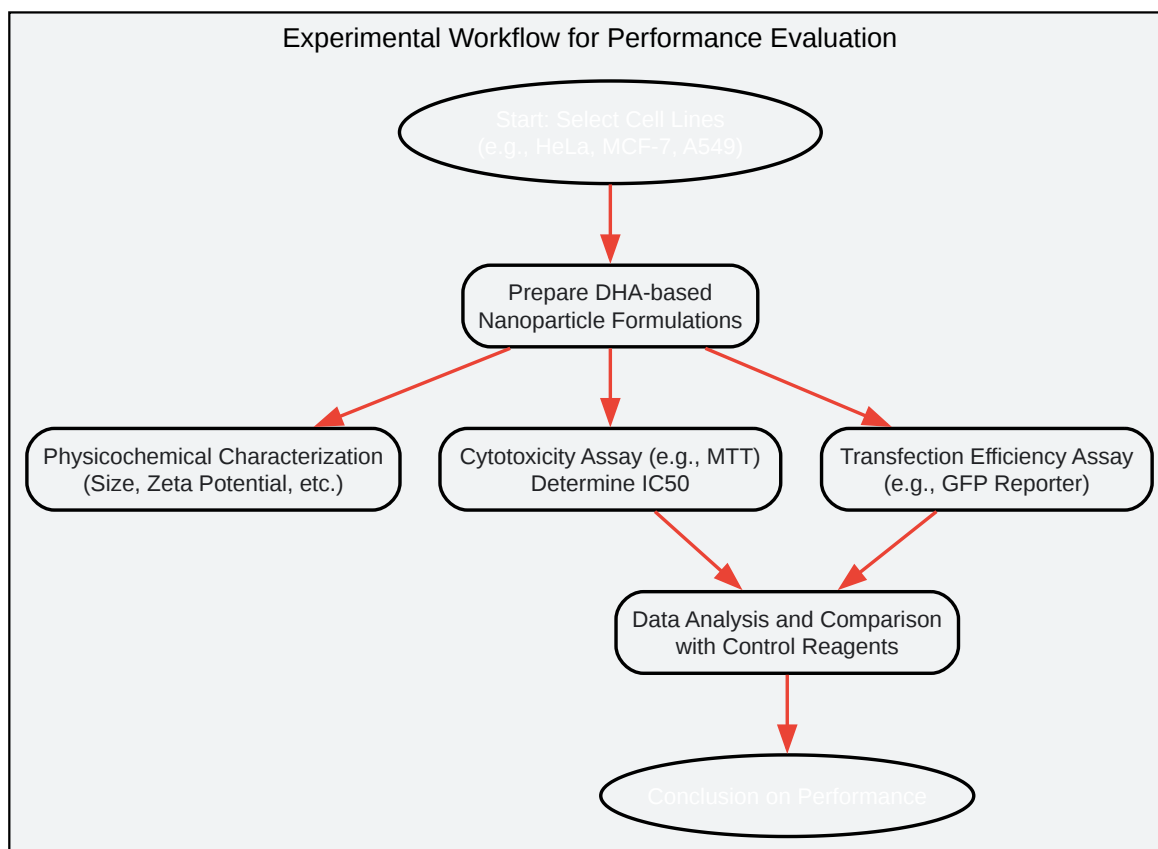 Experimental Workflow for Performance Evaluation
Start: Select Cell Lines
(e.g., HeLa, MCF-7, A549)
Prepare DHA-based
Nanoparticle Formulations
Physicochemical Characterization
(Size, Zeta Potential, etc.)
Cytotoxicity Assay (e.g., MTT)
Determine IC50
Transfection Efficiency Assay
(e.g., GFP Reporter)
Data Analysis and Comparison
with Control Reagents
Conclusion on Performance